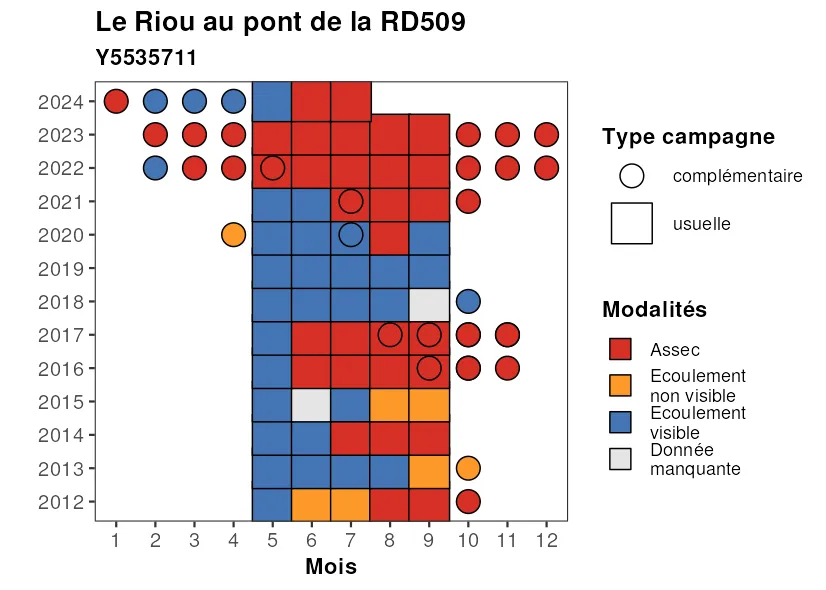 Le Riou au pont de la RD509
Y5535711
2024
2023
2022
2021
2020
2019
2018
2017
2016
2015
2014
2013
2012
1 2 3 4 5 6 7 8 9 10 11 12
Mois
Type campagne
complémentaire
usuelle
Modalités
Assec
Ecoulement
non visible
Ecoulement
visible
Donnée
manquante